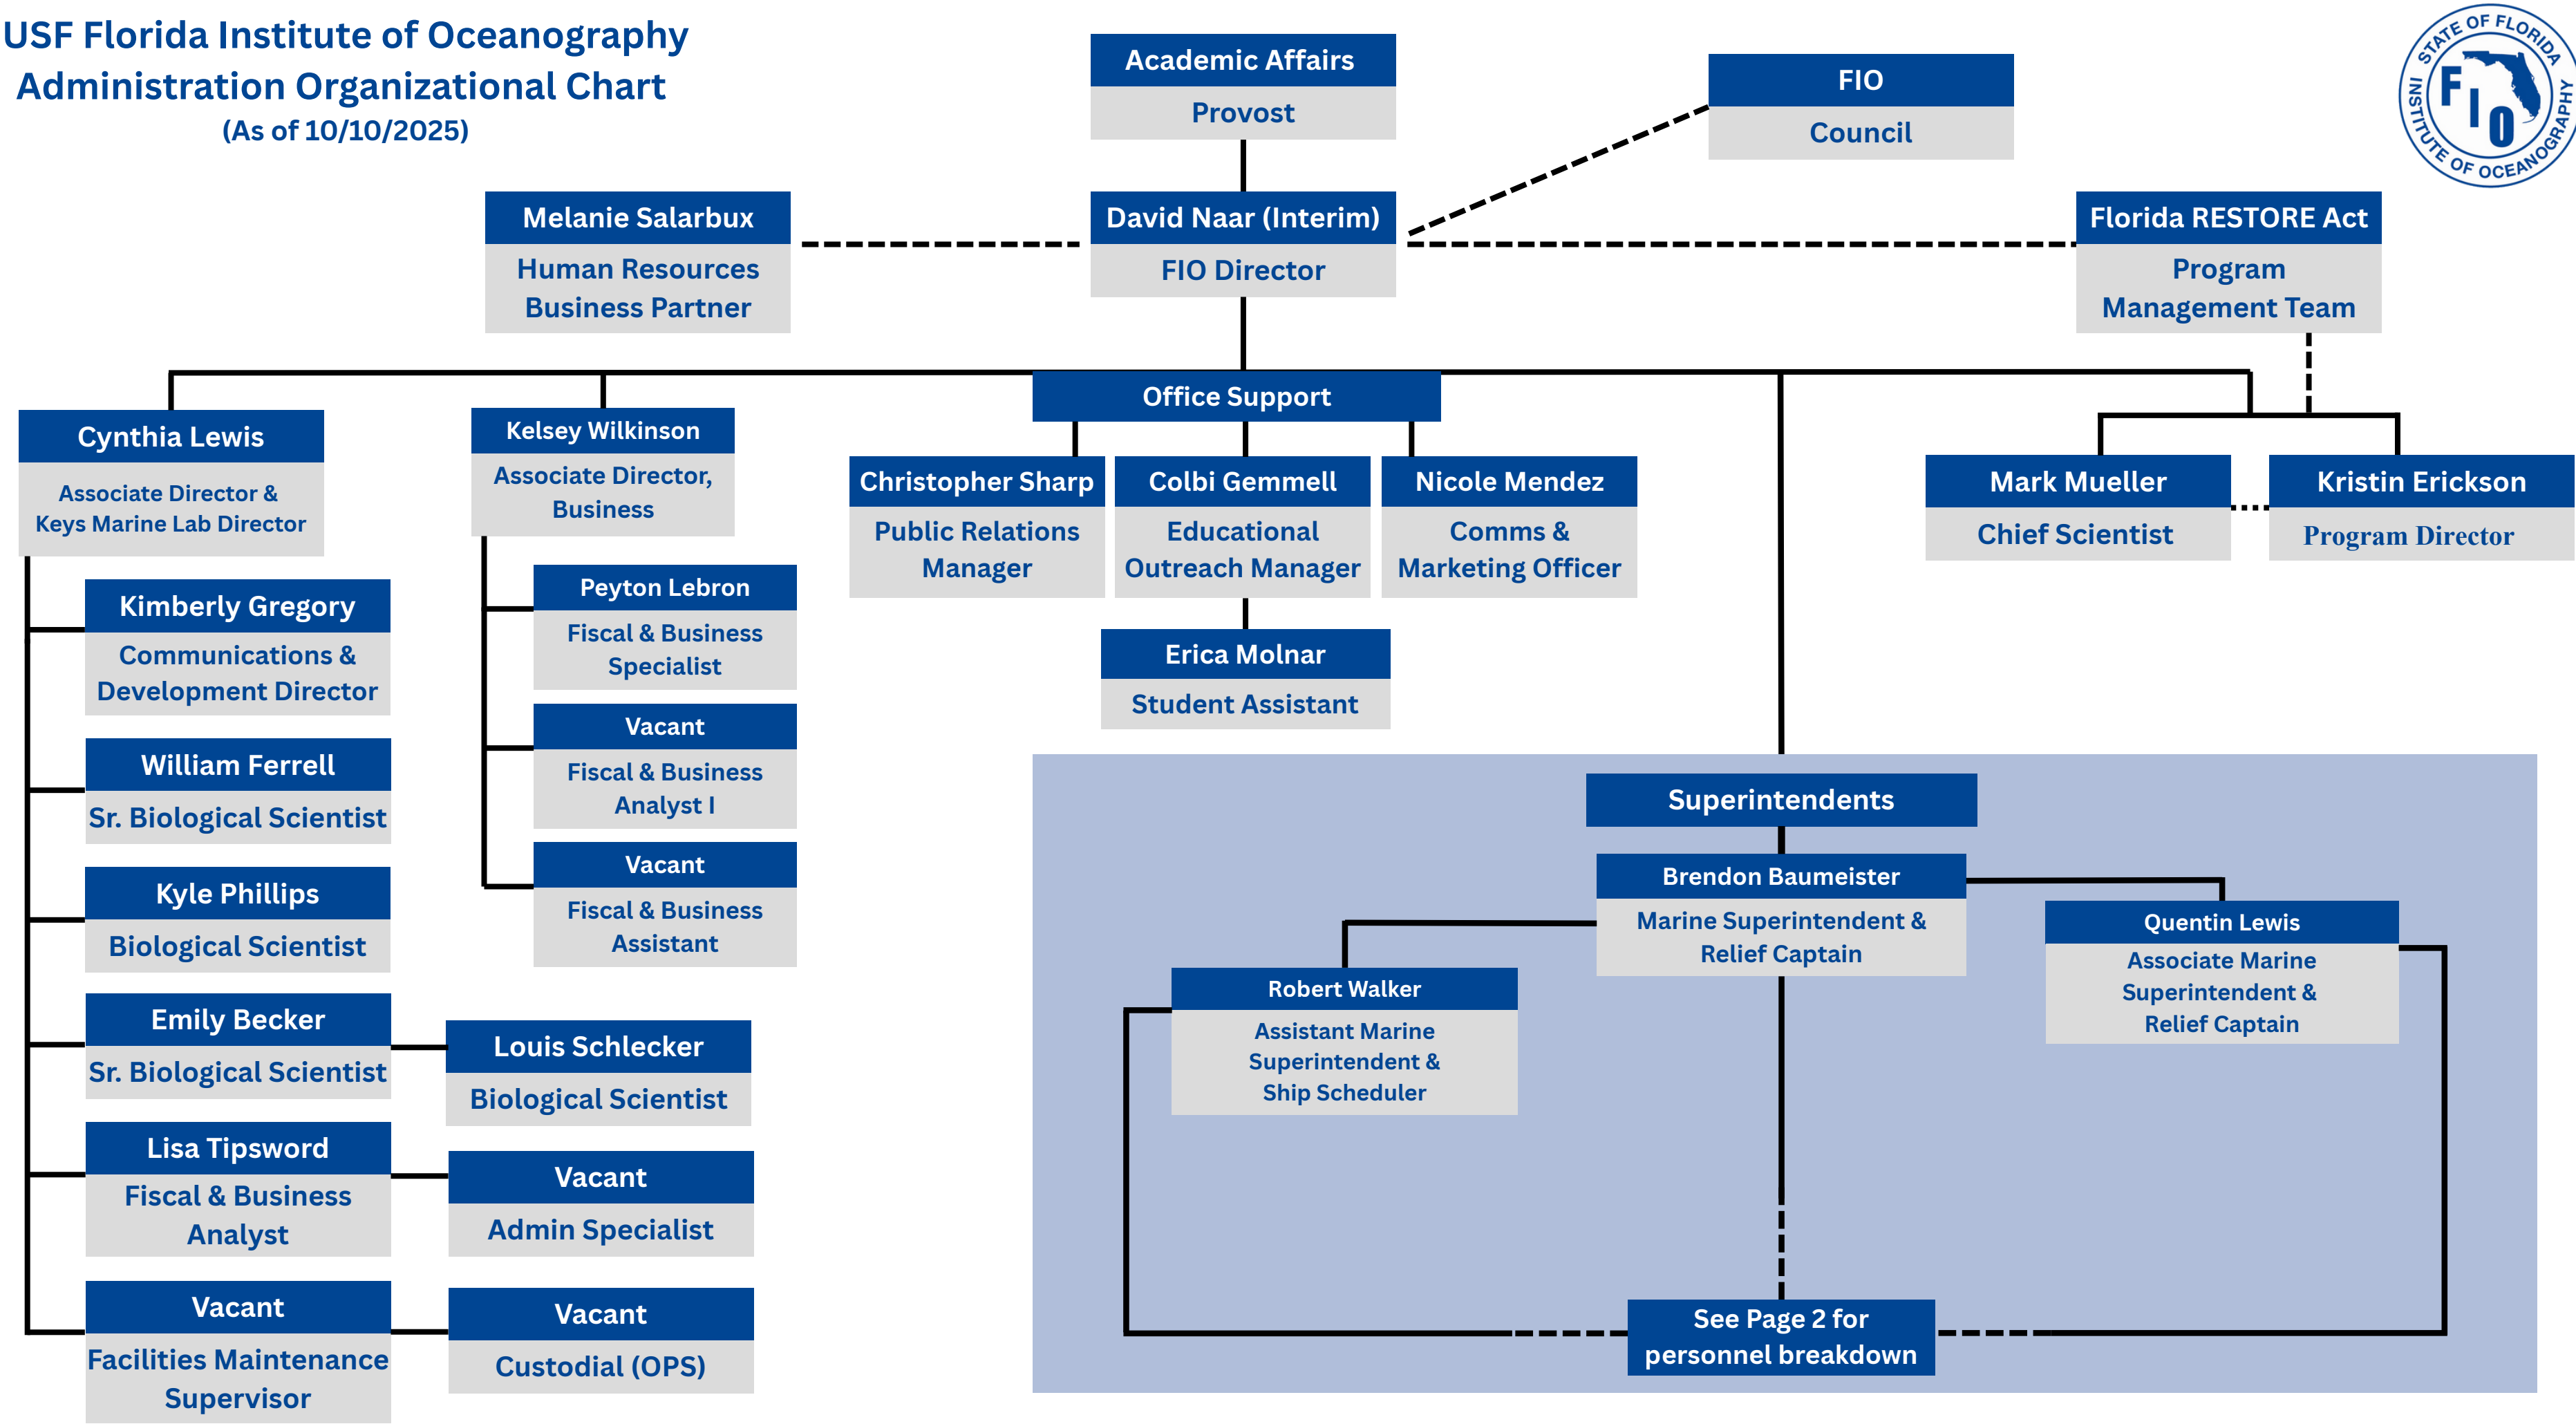 USF Florida Institute of Oceanography
Administration Organizational Chart
(As of 10/10/2025)
Academic Affairs
Provost
FIO
Council
STATE OF FLORIDA
INSTITUTE OF OCEANOGRAPHY
F
I
O
Melanie Salarbux
Human Resources
Business Partner
David Naar (Interim)
FIO Director
Florida RESTORE Act
Program
Management Team
Cynthia Lewis
Associate Director &
Keys Marine Lab Director
Kimberly Gregory
Communications &
Development Director
William Ferrell
Sr. Biological Scientist
Kyle Phillips
Biological Scientist
Emily Becker
Sr. Biological Scientist
Louis Schlecker
Biological Scientist
Lisa Tipsword
Fiscal & Business
Analyst
Vacant
Admin Specialist
Vacant
Facilities Maintenance
Supervisor
Vacant
Custodial (OPS)
Kelsey Wilkinson
Associate Director,
Business
Peyton Lebron
Fiscal & Business
Specialist
Vacant
Fiscal & Business
Analyst I
Vacant
Fiscal & Business
Assistant
Office Support
Christopher Sharp
Public Relations
Manager
Colbi Gemmell
Educational
Outreach Manager
Nicole Mendez
Comms &
Marketing Officer
Erica Molnar
Student Assistant
Mark Mueller
Chief Scientist
Kristin Erickson
Program Director
Superintendents
Brendon Baumeister
Marine Superintendent &
Relief Captain
Quentin Lewis
Associate Marine
Superintendent &
Relief Captain
Robert Walker
Assistant Marine
Superintendent &
Ship Scheduler
See Page 2 for
personnel breakdown